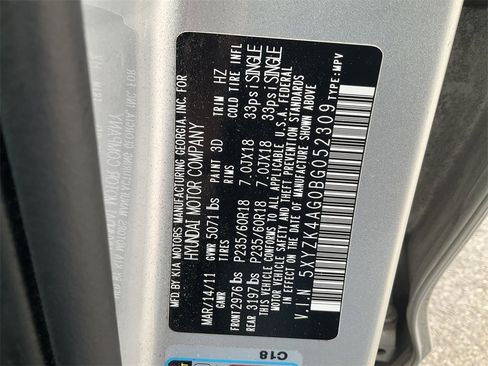 MFD.BY KIA MOTORS MANUFACTURING GEORGIA, INC. FOR
HYUNDAI MOTOR COMPANY
MAR/14/11 GVWR 5071 lbs PAINT 3D TRIM HZ
GAWR TIRES RIMS COLD TIRE INFL
FRONT 2976 lbs P235/60R18 7.0JX18 33psi SINGLE
REAR 3197 lbs P235/60R18 7.0JX18 33psi SINGLE
THIS VEHICLE CONFORMS TO ALL APPLICABLE U.S.A. FEDERAL
MOTOR VEHICLE SAFETY AND THEFT
STANDARDS IN EFFECT ON THE DATE OF MANUFACTURE SHOWN ABOVE
V.I.N 5XYZK4AG0BG052309 TYPE:MPV
C18